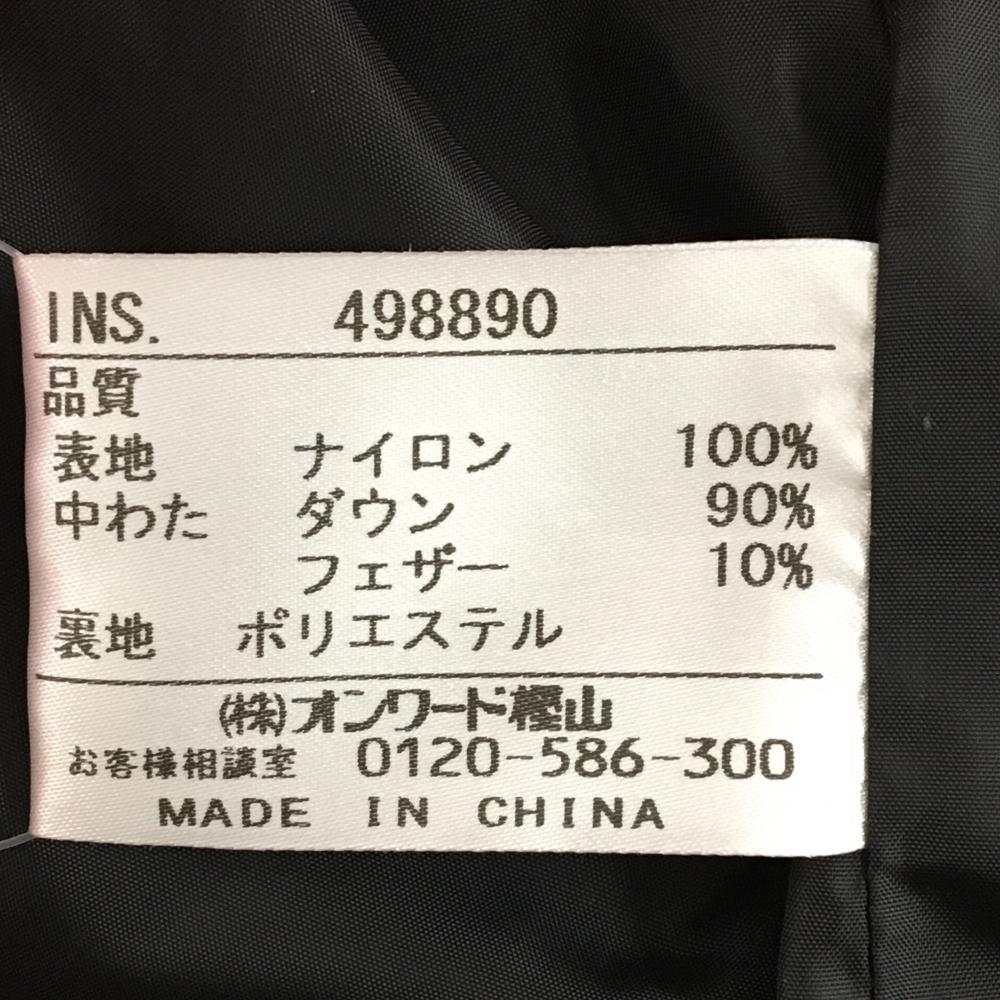 INS. 498890
品質
表地 ナイロン 100%
中わた ダウン 90%
フェザー 10%
裏地 ポリエステル
(株)オンワード樫山
お客様相談室 0120-586-300
MADE IN CHINA